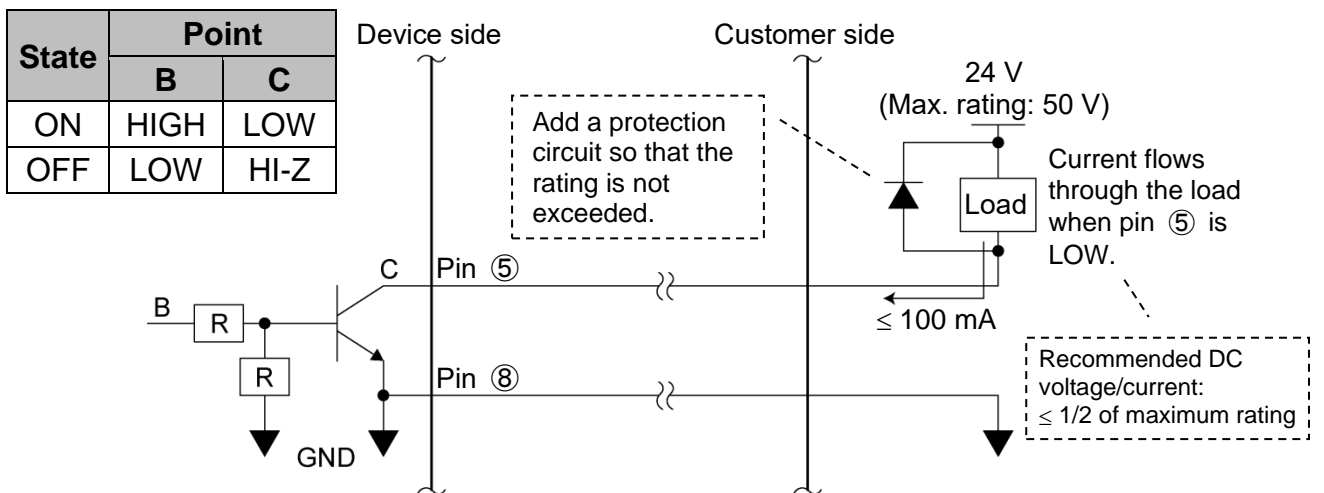 State Point
B C
ON HIGH LOW
OFF LOW HI-Z
Device side
Customer side
24 V
(Max. rating: 50 V)
Add a protection
circuit so that the
rating is not
exceeded.
Load
Current flows
through the load
when pin ⑤ is
LOW.
C
Pin ⑤
≤ 100 mA
B
R
R
Pin ⑧
GND
Recommended DC
voltage/current:
≤ 1/2 of maximum rating